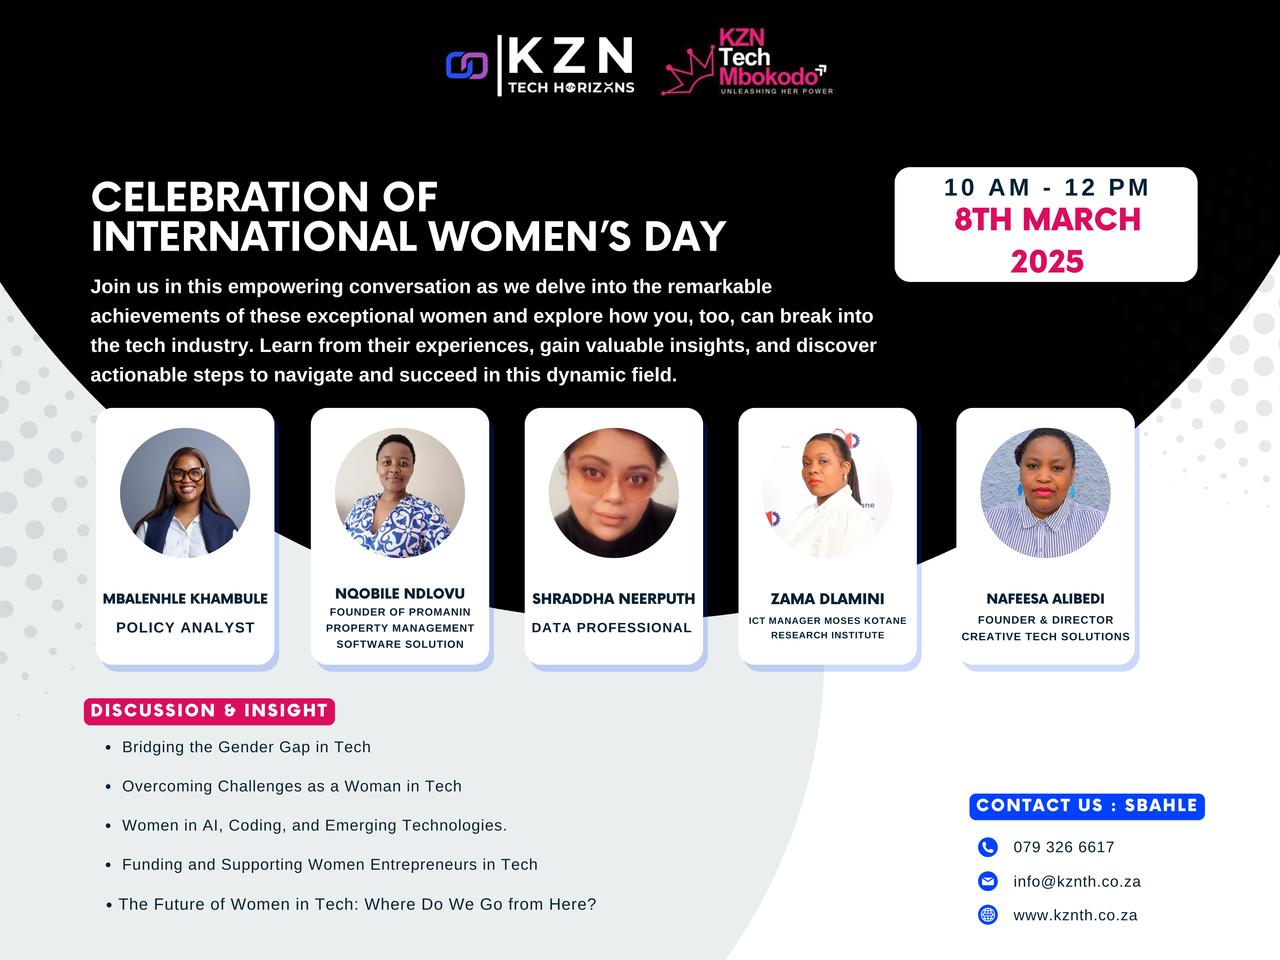 KZN
TECH HORIZONS
KZN
Tech
Mbokodo
UNLEASHING HER POWER
CELEBRATION OF
INTERNATIONAL WOMEN'S DAY
10 AM - 12 PM
8TH MARCH
2025
Join us in this empowering conversation as we delve into the remarkable
achievements of these exceptional women and explore how you, too, can break into
the tech industry. Learn from their experiences, gain valuable insights, and discover
actionable steps to navigate and succeed in this dynamic field.
MBALENHLE KHAMBULE
POLICY ANALYST
NQOBILE NDLOVU
FOUNDER OF PROMANIN
PROPERTY MANAGEMENT
SOFTWARE SOLUTION
SHRADDHA NEERPUTH
DATA PROFESSIONAL
ZAMA DLAMINI
ICT MANAGER MOSES KOTANE
RESEARCH INSTITUTE
NAFEESA ALIBEDI
FOUNDER & DIRECTOR
CREATIVE TECH SOLUTIONS
DISCUSSION & INSIGHT
• Bridging the Gender Gap in Tech
• Overcoming Challenges as a Woman in Tech
• Women in AI, Coding, and Emerging Technologies.
• Funding and Supporting Women Entrepreneurs in Tech
• The Future of Women in Tech: Where Do We Go from Here?
CONTACT US : SBAHLE
079 326 6617
info@kznth.co.za
www.kznth.co.za